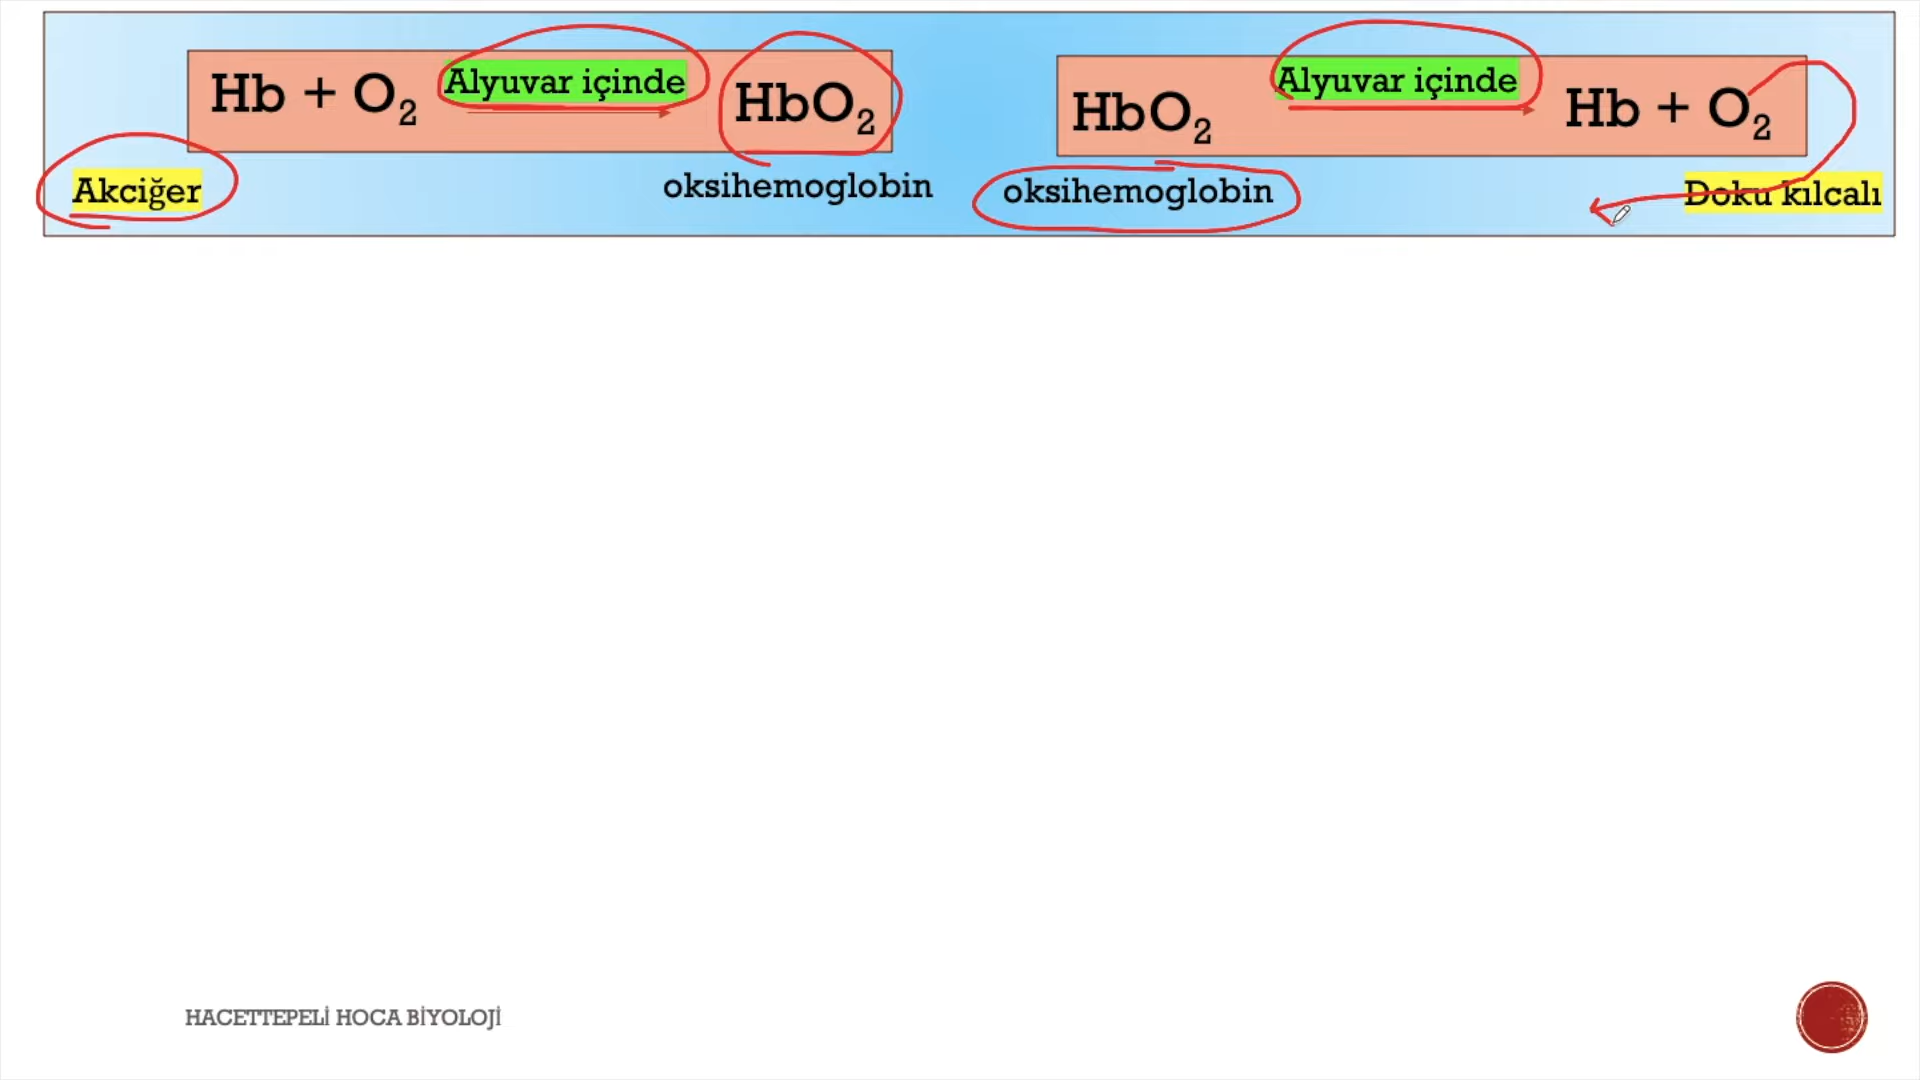 Hb + O₂ Alyuvar içinde HbO₂
Akciğer oksihemoglobin
HbO₂ Alyuvar içinde Hb + O₂
oksihemoglobin Doku kılcalı
HACETTEPELİ HOCA BİYOLOJİ